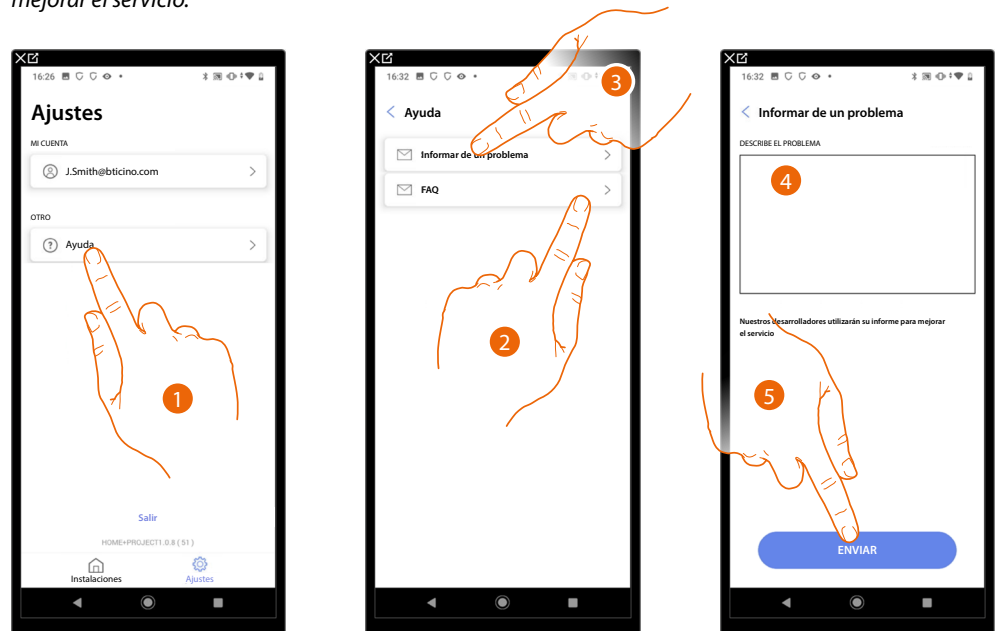 mejorar el servicio.
16:26
Ajustes
MI CUENTA
J.Smith@bticino.com
OTRO
Ayuda
1
Salir
HOME+PROJECT1.0.8 ( 51 )
Instalaciones
Ajustes
16:32
3
Ayuda
Informar de un problema
FAQ
2
16:32
Informar de un problema
DESCRIBE EL PROBLEMA
4
Nuestros desarrolladores utilizarán su informe para mejorar
el servicio
5
ENVIAR